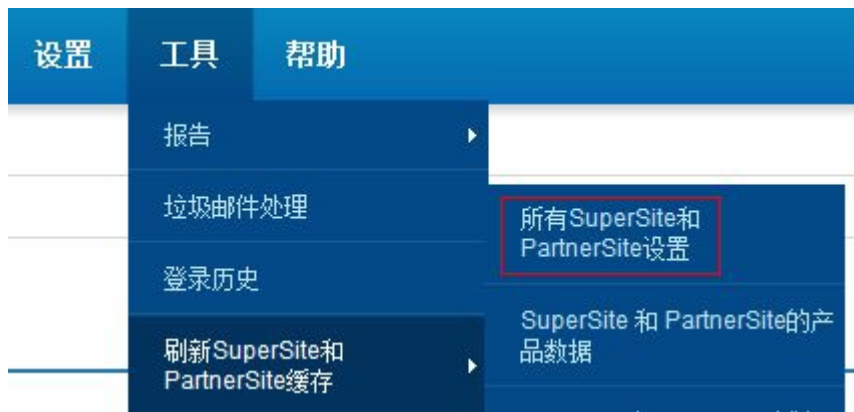 设置 工具 帮助
报告
垃圾邮件处理
登录历史
刷新SuperSite和
PartnerSite缓存
所有SuperSite和
PartnerSite设置
SuperSite 和 PartnerSite的产
品数据